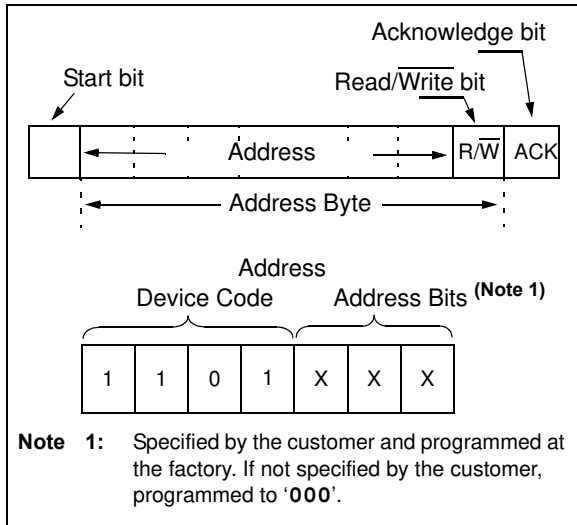 Acknowledge bit
Start bit
Read/Write bit
Address
R/W
ACK
Address Byte
Address
Device Code
Address Bits (Note 1)
1 1 0 1 X X X
Note 1: Specified by the customer and programmed at
the factory. If not specified by the customer,
programmed to ‘000’.